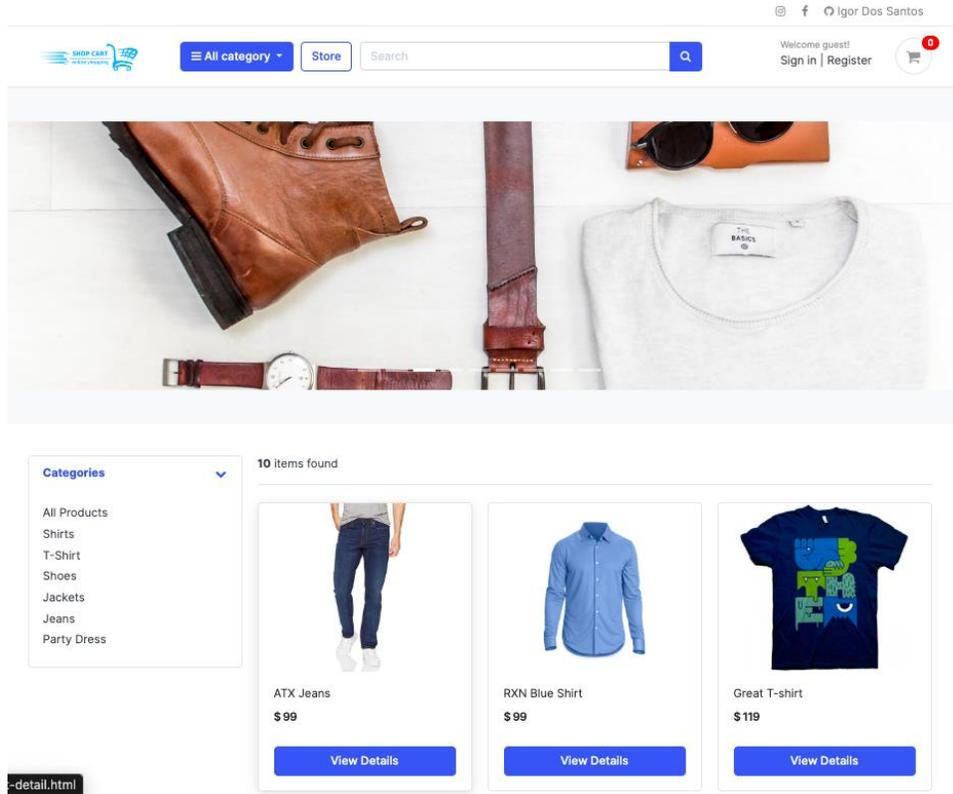 Igor Dos Santos
SHOP CART
online shopping
All category
Store
Search
Welcome guest!
Sign in | Register
0
THE
BASICS
Categories
All Products
Shirts
T-Shirt
Shoes
Jackets
Jeans
Party Dress
10 items found
ATX Jeans
$ 99
View Details
RXN Blue Shirt
$ 99
View Details
Great T-shirt
$ 119
View Details
-detail.html